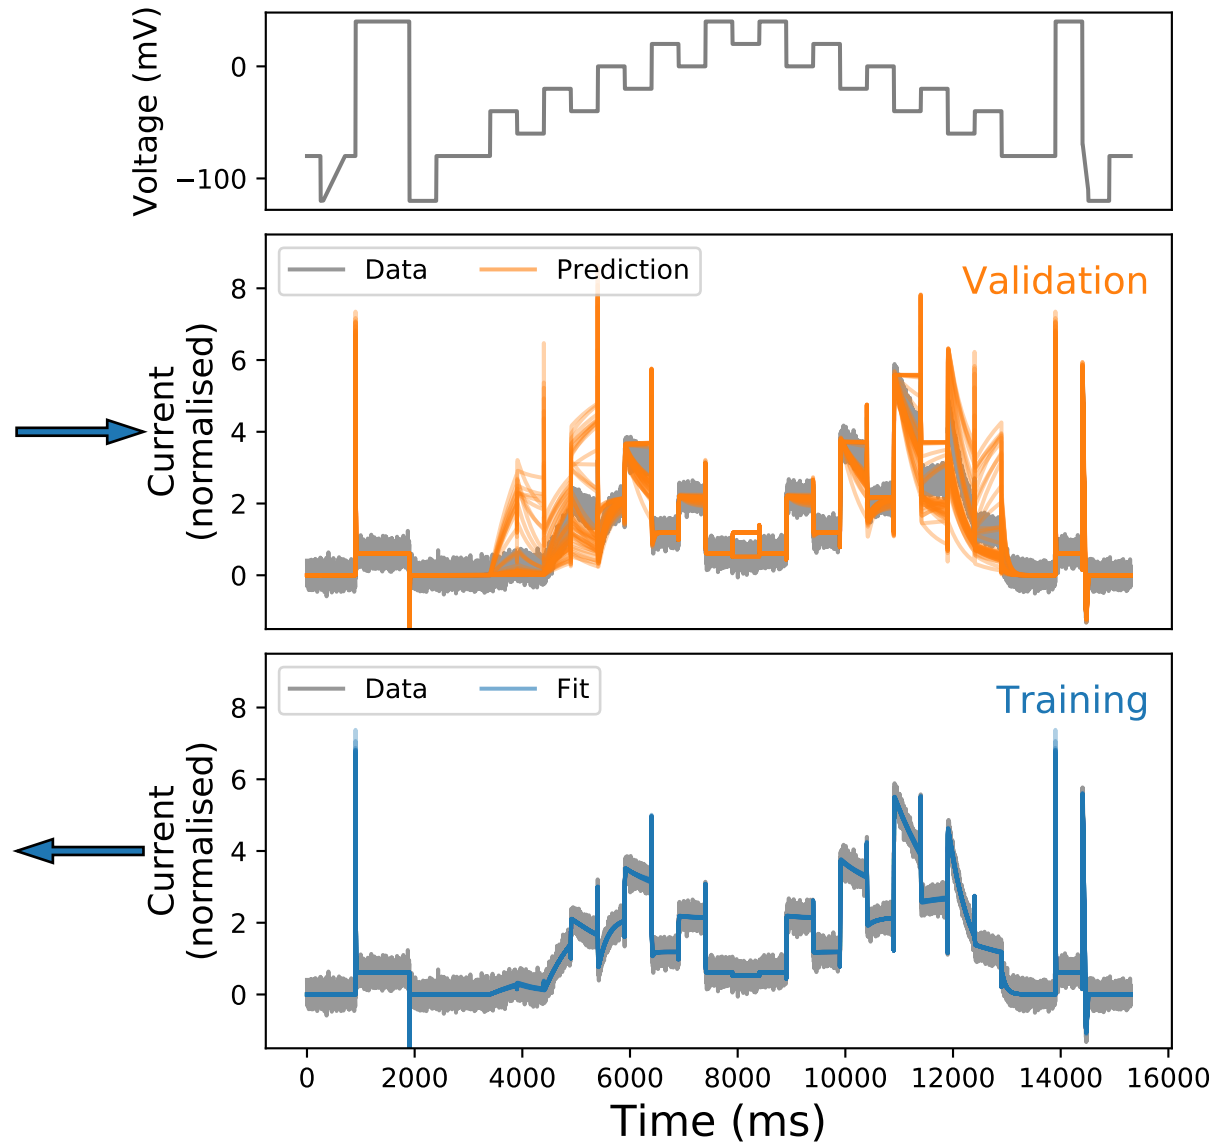 Voltage (mV)
0
−100
Data
Prediction
Validation
Current
(normalised)
8
6
4
2
0
Data
Fit
Training
Current
(normalised)
8
6
4
2
0
0 2000 4000 6000 8000 10000 12000 14000 16000
Time (ms)